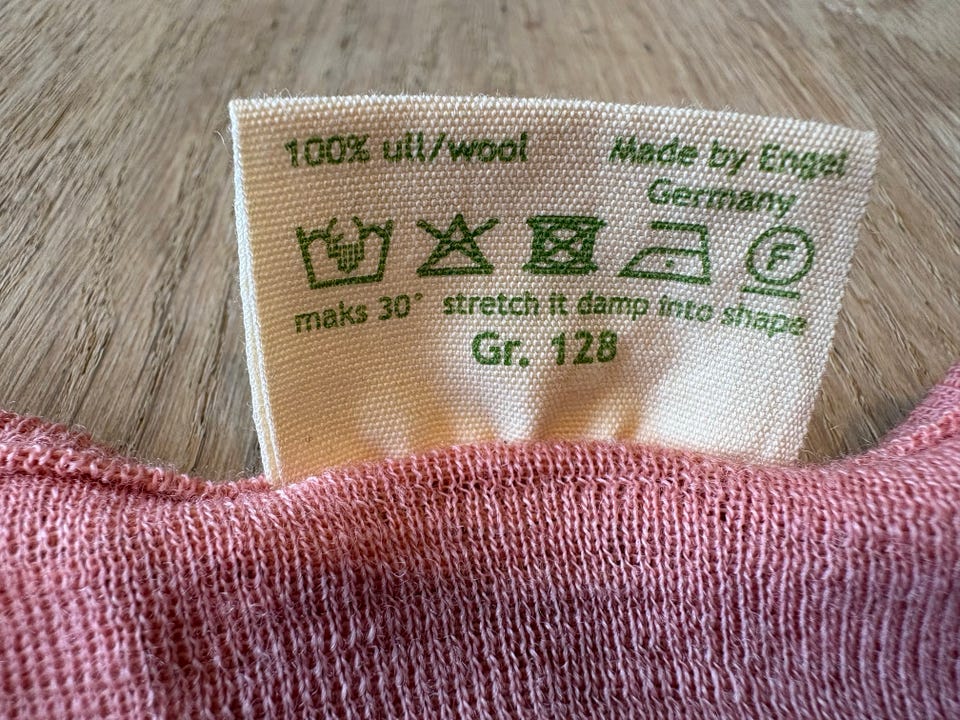 100% ull/wool
Made by Engel
Germany
F
maks 30° stretch it damp into shape
Gr. 128